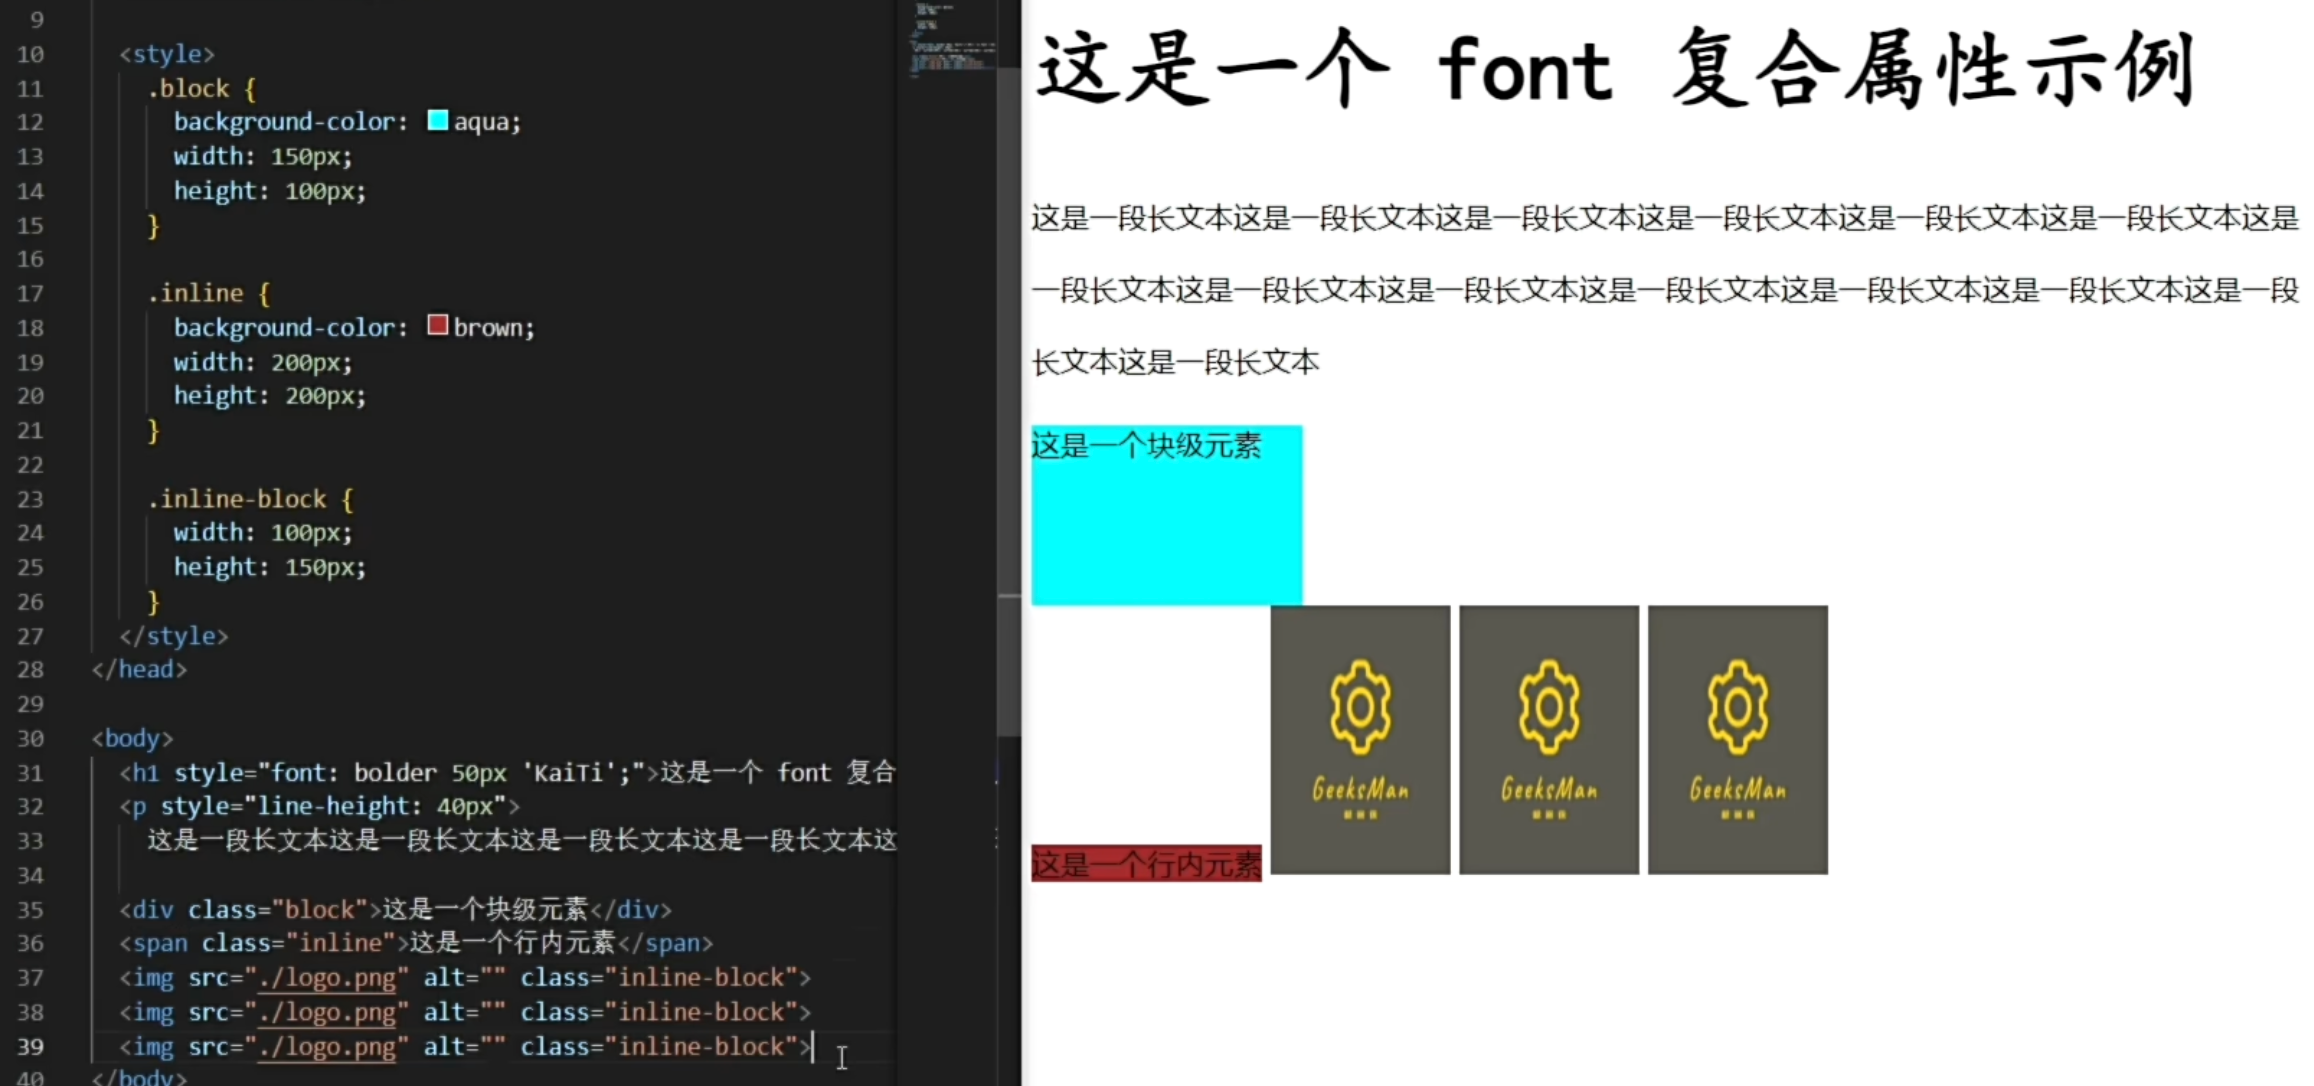 9
10 <style>
11 .block {
12 background-color: aqua;
13 width: 150px;
14 height: 100px;
15 }
16
17 .inline {
18 background-color: brown;
19 width: 200px;
20 height: 200px;
21 }
22
23 .inline-block {
24 width: 100px;
25 height: 150px;
26 }
27 </style>
28 </head>
29
30 <body>
31 <h1 style="font: bolder 50px 'KaiTi';">这是一个 font 复合
32 <p style="line-height: 40px">
33 这是一段长文本这是一段长文本这是一段长文本这是一段长文本这
34
35 <div class="block">这是一个块级元素</div>
36 <span class="inline">这是一个行内元素</span>
37 <img src="./logo.png" alt="" class="inline-block">
38 <img src="./logo.png" alt="" class="inline-block">
39 <img src="./logo.png" alt="" class="inline-block">
40 </body>
这是一个 font 复合属性示例
这是一段长文本这是一段长文本这是一段长文本这是一段长文本这是一段长文本这是一段长文本这是
一段长文本这是一段长文本这是一段长文本这是一段长文本这是一段长文本这是一段长文本这是一段
长文本这是一段长文本
这是一个块级元素
这是一个行内元素
GeeksMan
GeeksMan
GeeksMan